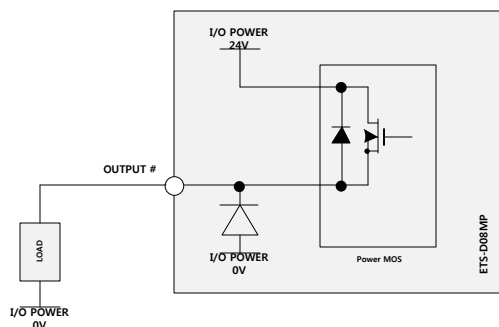 I/O POWER
24V
OUTPUT #
LOAD
I/O POWER
0V
I/O POWER
0V
Power MOS
ETS-D08MP